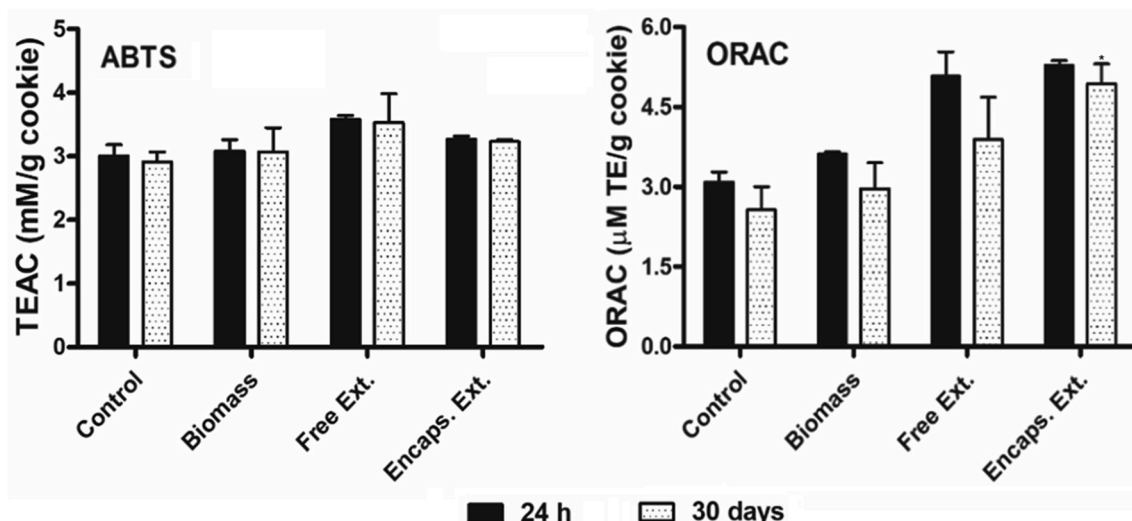 ABTS
TEAC (mM/g cookie)
5
4
3
2
1
0
Control
Biomass
Free Ext.
Encaps. Ext.
ORAC
ORAC (μM TE/g cookie)
6.0
4.5
3.0
1.5
0.0
*
Control
Biomass
Free Ext.
Encaps. Ext.
24 h 30 days